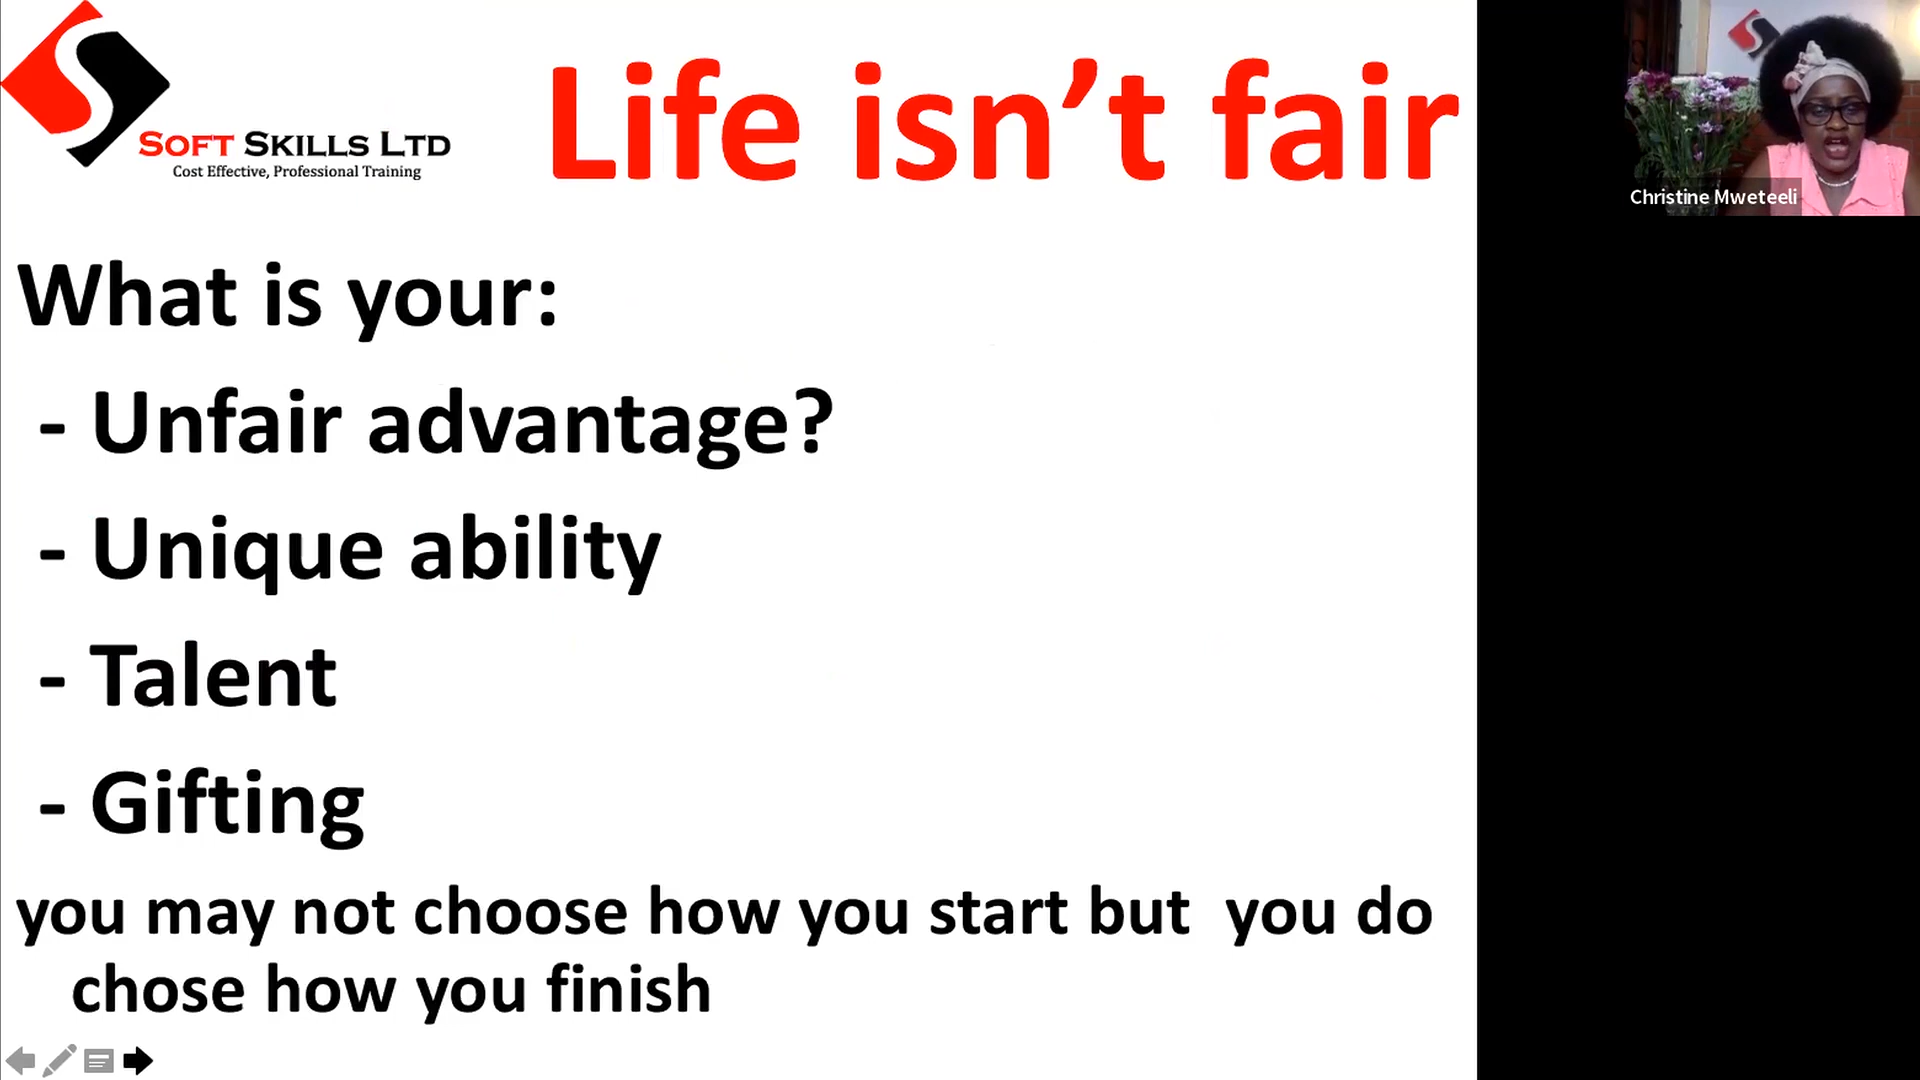 SOFT SKILLS LTD
Cost Effective, Professional Training
Life isn’t fair
Christine Mweteeli
What is your:
- Unfair advantage?
- Unique ability
- Talent
- Gifting
you may not choose how you start but you do
chose how you finish